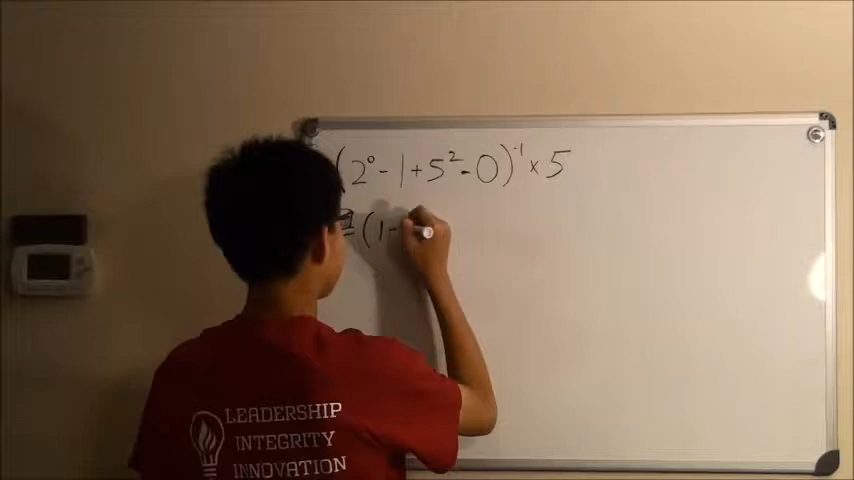 (2⁰ - 1 + 5² - 0)⁻¹ × 5
= (1 -
LEADERSHIP
INTEGRITY
INNOVATION